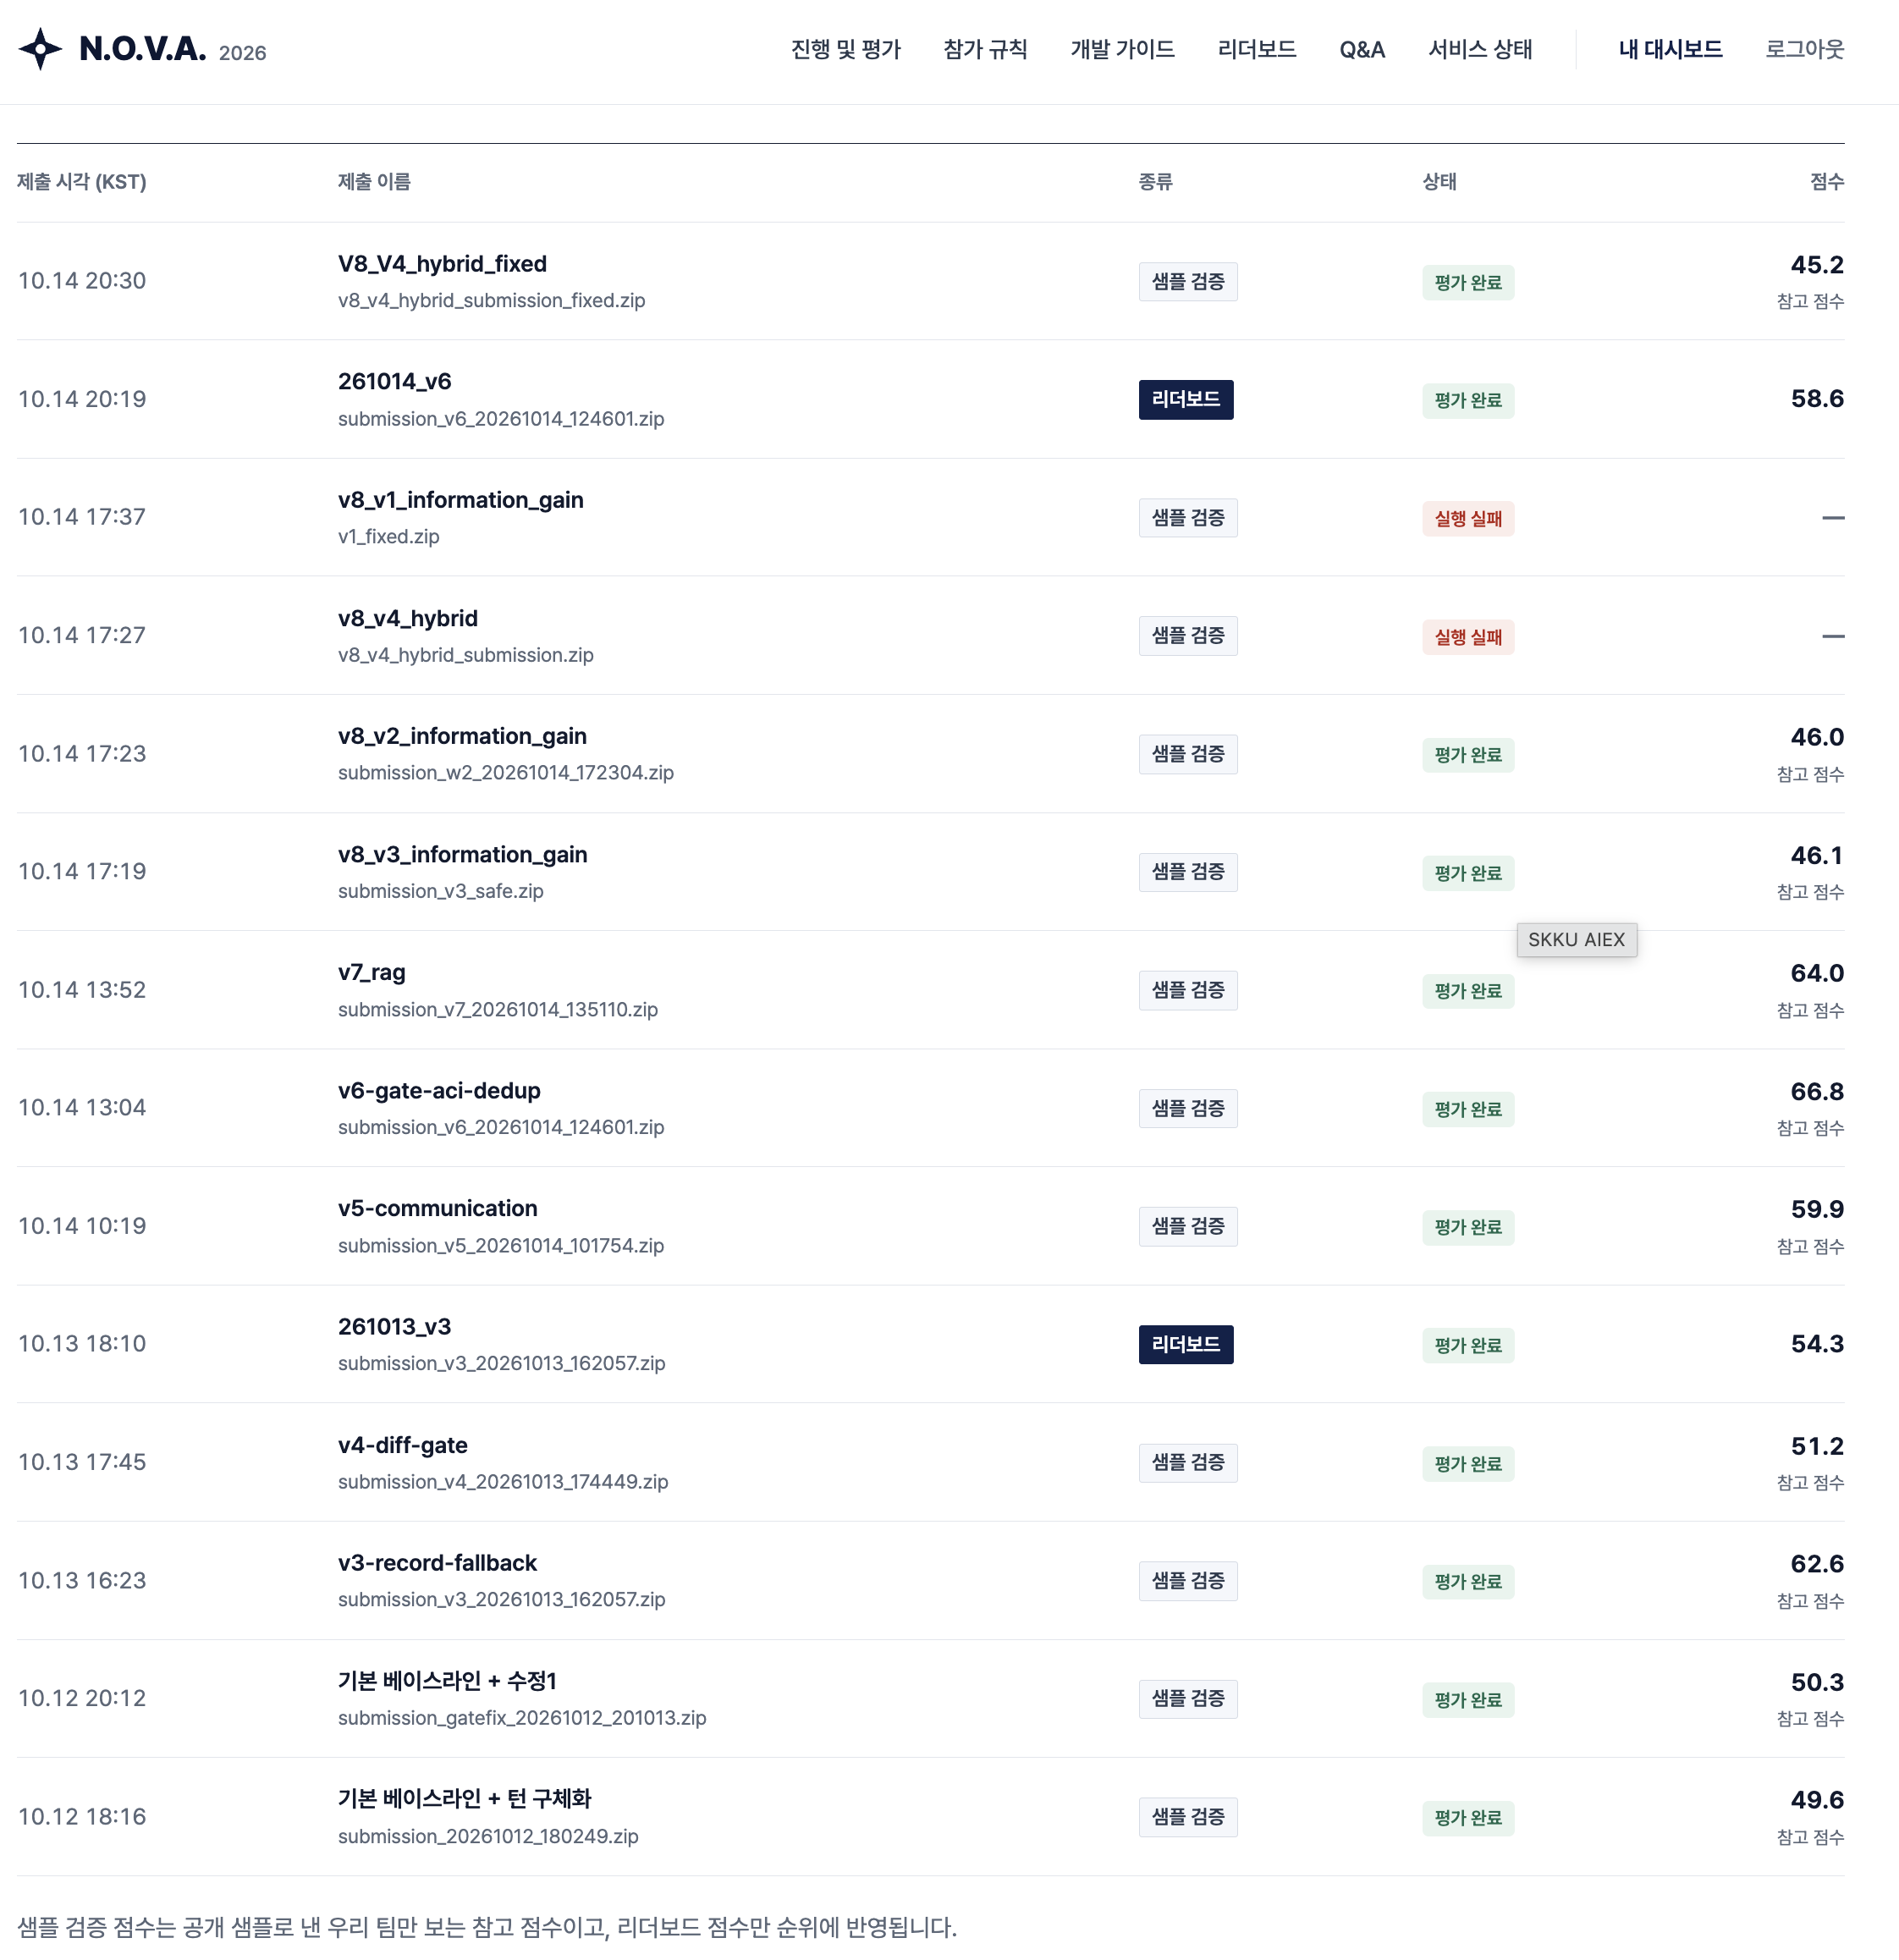 N.O.V.A. 2026
진행 및 평가 참가 규칙 개발 가이드 리더보드 Q&A 서비스 상태 내 대시보드 로그아웃
제출 시각 (KST) 제출 이름 종류 상태 점수
10.14 20:30 V8_V4_hybrid_fixed 샘플 검증 평가 완료 45.2
v8_v4_hybrid_submission_fixed.zip 참고 점수
10.14 20:19 261014_v6 리더보드 평가 완료 58.6
submission_v6_20261014_124601.zip
10.14 17:37 v8_v1_information_gain 샘플 검증 실행 실패 —
v1_fixed.zip
10.14 17:27 v8_v4_hybrid 샘플 검증 실행 실패 —
v8_v4_hybrid_submission.zip
10.14 17:23 v8_v2_information_gain 샘플 검증 평가 완료 46.0
submission_w2_20261014_172304.zip 참고 점수
10.14 17:19 v8_v3_information_gain 샘플 검증 평가 완료 46.1
submission_v3_safe.zip 참고 점수
SKKU AIEX
10.14 13:52 v7_rag 샘플 검증 평가 완료 64.0
submission_v7_20261014_135110.zip 참고 점수
10.14 13:04 v6-gate-aci-dedup 샘플 검증 평가 완료 66.8
submission_v6_20261014_124601.zip 참고 점수
10.14 10:19 v5-communication 샘플 검증 평가 완료 59.9
submission_v5_20261014_101754.zip 참고 점수
10.13 18:10 261013_v3 리더보드 평가 완료 54.3
submission_v3_20261013_162057.zip
10.13 17:45 v4-diff-gate 샘플 검증 평가 완료 51.2
submission_v4_20261013_174449.zip 참고 점수
10.13 16:23 v3-record-fallback 샘플 검증 평가 완료 62.6
submission_v3_20261013_162057.zip 참고 점수
10.12 20:12 기본 베이스라인 + 수정1 샘플 검증 평가 완료 50.3
submission_gatefix_20261012_201013.zip 참고 점수
10.12 18:16 기본 베이스라인 + 턴 구체화 샘플 검증 평가 완료 49.6
submission_20261012_180249.zip 참고 점수
샘플 검증 점수는 공개 샘플로 낸 우리 팀만 보는 참고 점수이고, 리더보드 점수만 순위에 반영됩니다.